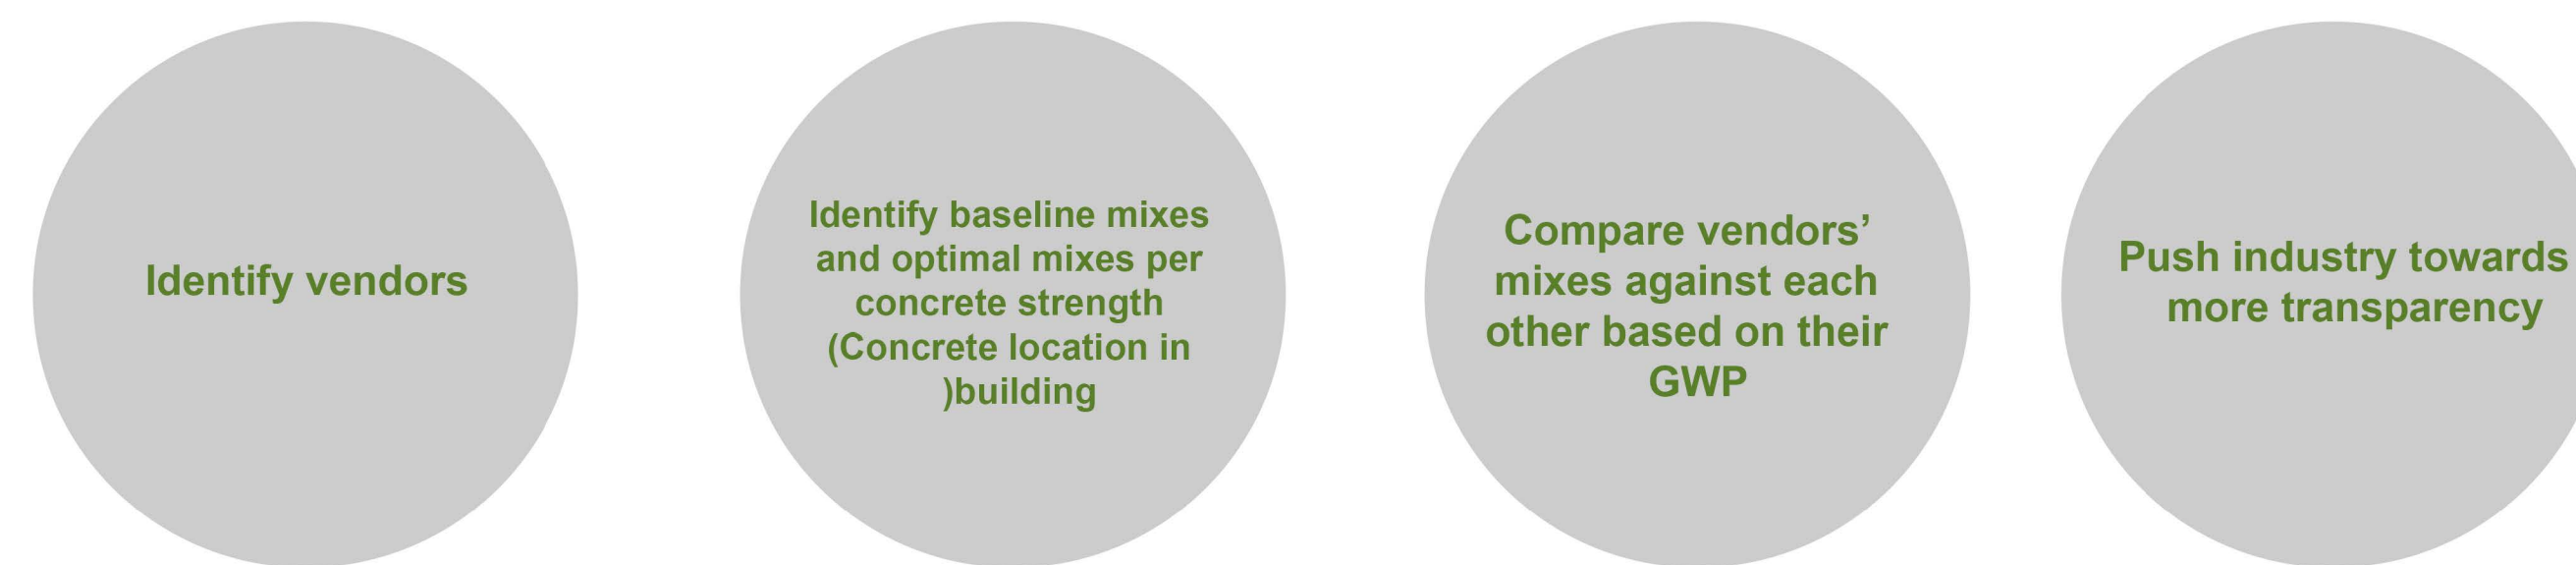 Identify vendors
Identify baseline mixes
and optimal mixes per
concrete strength
(Concrete location in
)building
Compare vendors’
mixes against each
other based on their
GWP
Push industry towards
more transparency